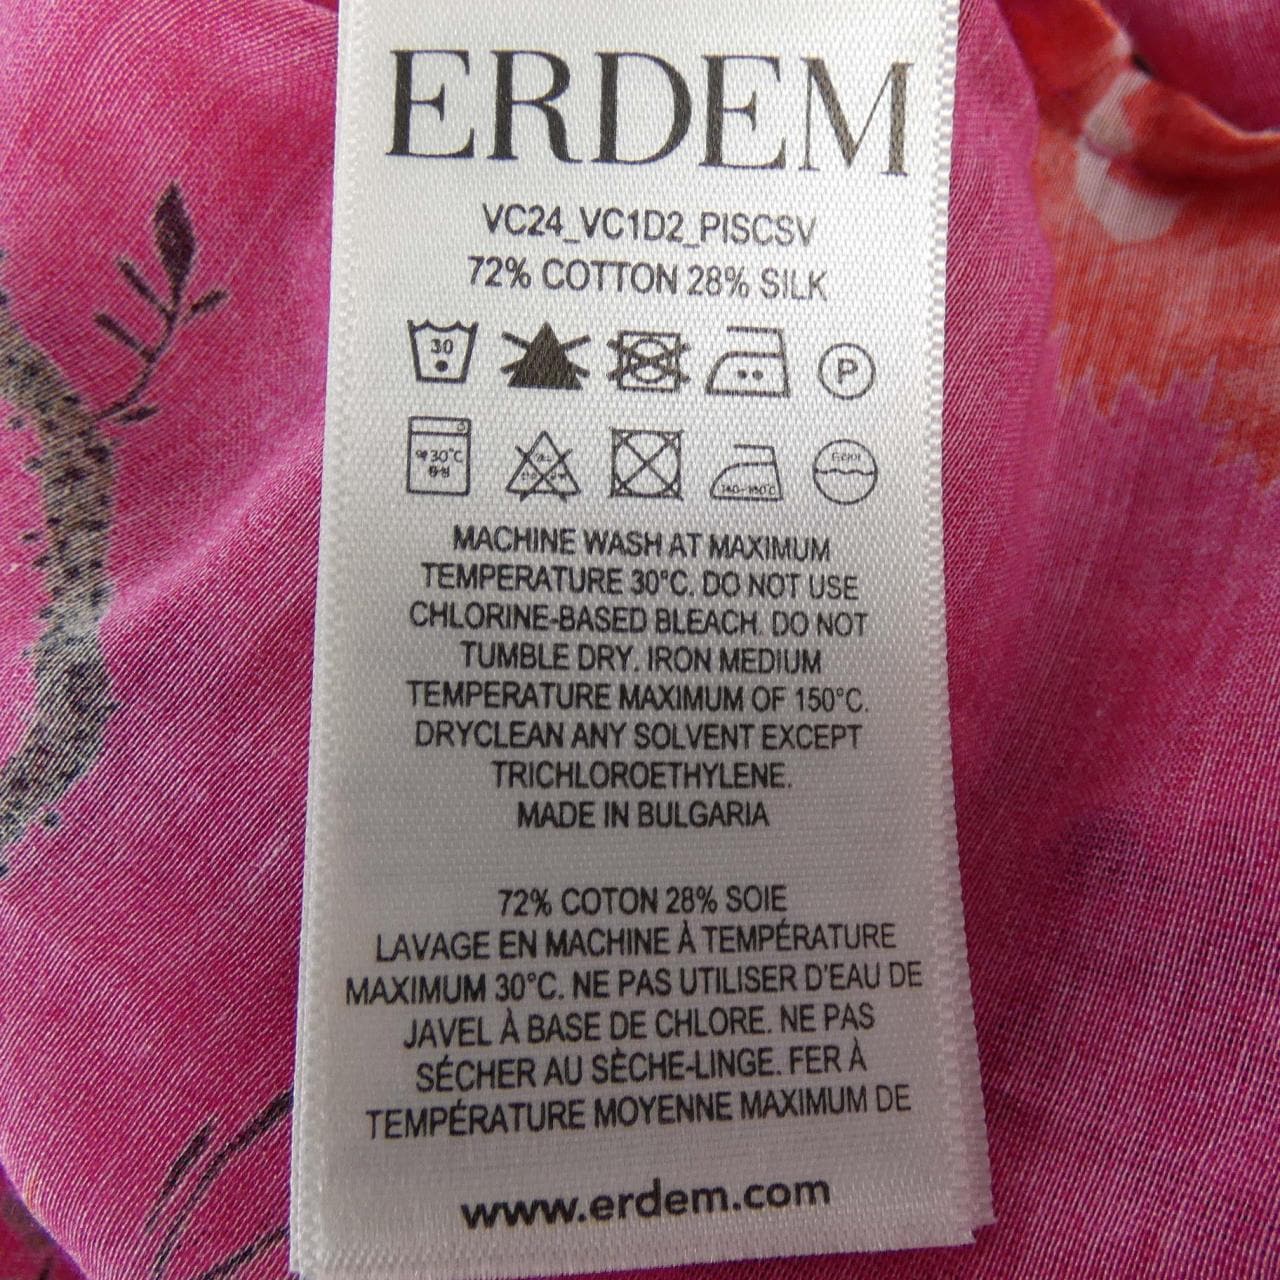 ERDEM
VC24_VC1D2_PISCSV
72% COTTON 28% SILK
30 P
30°C
MACHINE WASH AT MAXIMUM
TEMPERATURE 30°C. DO NOT USE
CHLORINE-BASED BLEACH. DO NOT
TUMBLE DRY. IRON MEDIUM
TEMPERATURE MAXIMUM OF 150°C.
DRYCLEAN ANY SOLVENT EXCEPT
TRICHLOROETHYLENE.
MADE IN BULGARIA
72% COTON 28% SOIE
LAVAGE EN MACHINE À TEMPÉRATURE
MAXIMUM 30°C. NE PAS UTILISER D'EAU DE
JAVEL À BASE DE CHLORE. NE PAS
SÉCHER AU SÈCHE-LINGE. FER À
TEMPÉRATURE MOYENNE MAXIMUM DE
www.erdem.com